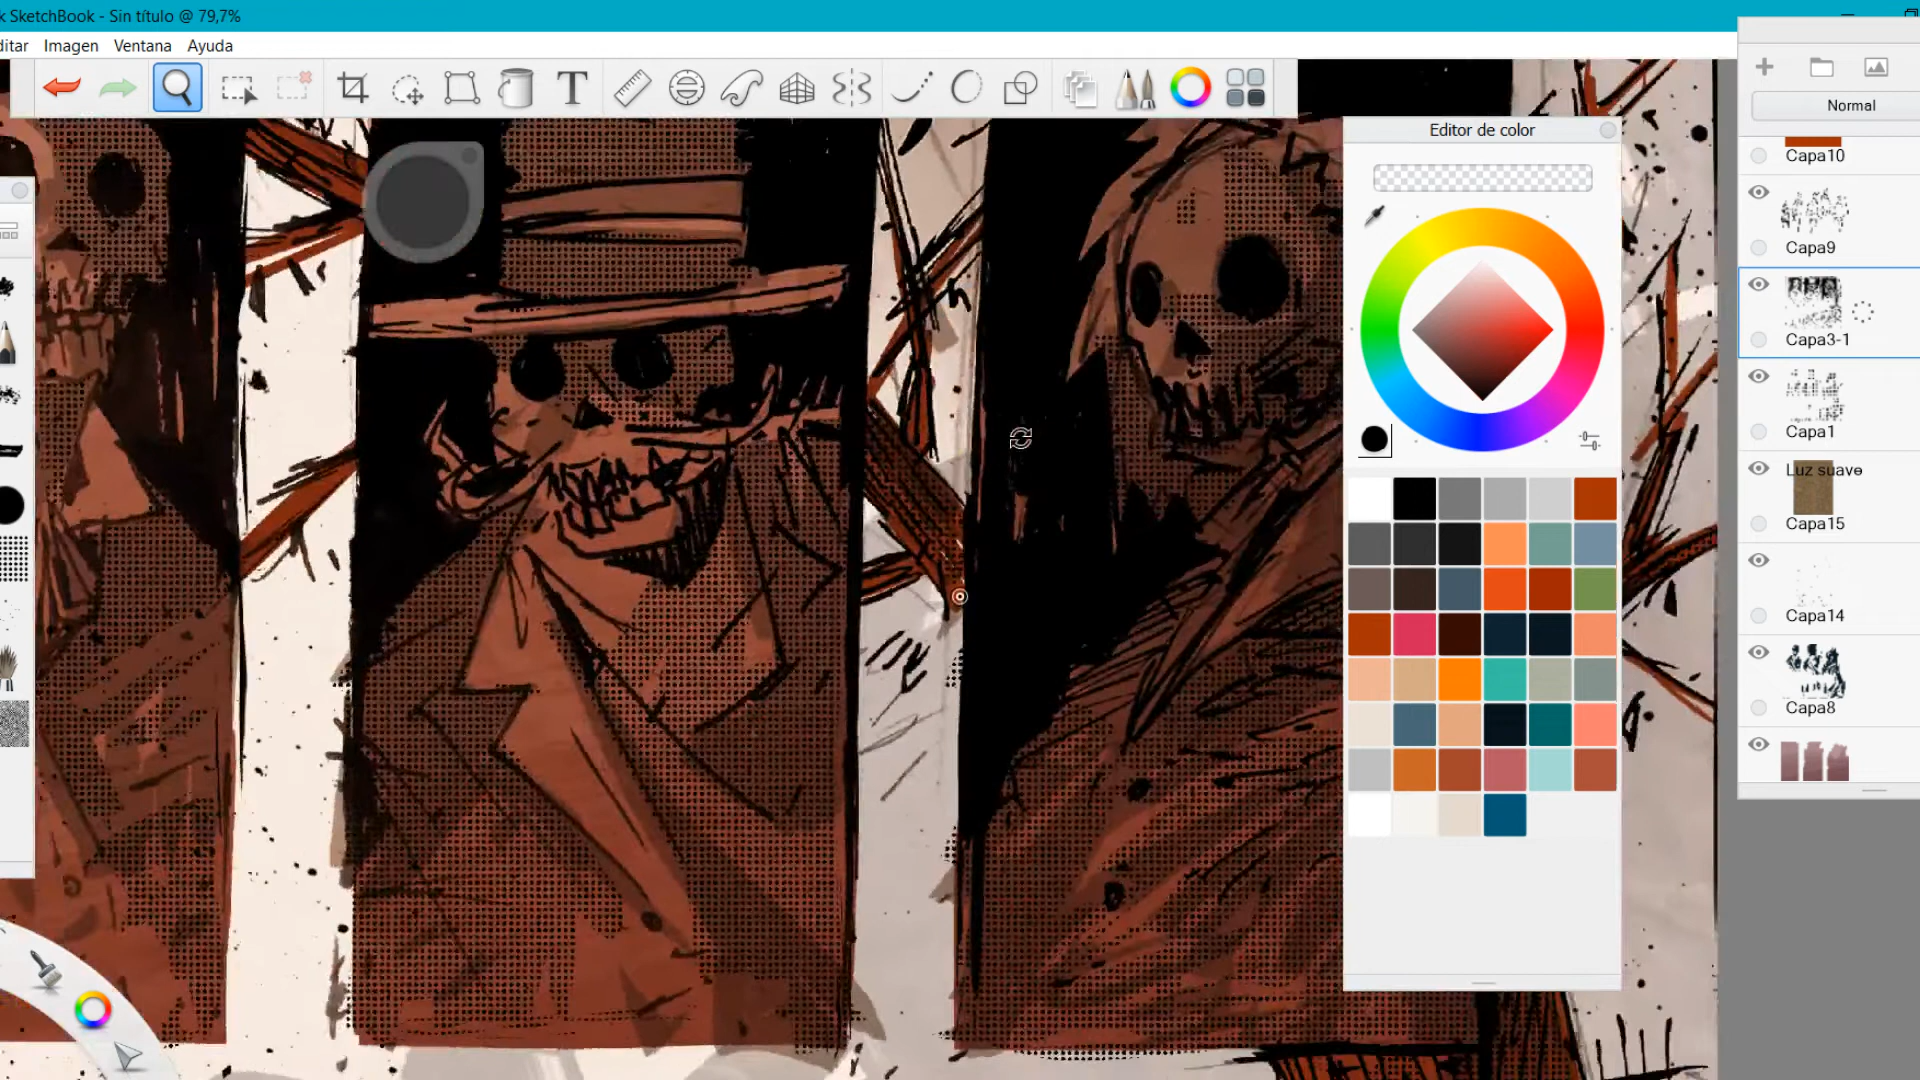 k SketchBook - Sin título @ 79,7%
ditar Imagen Ventana Ayuda
T
Editor de color
Normal
Capa10
Capa9
Capa3-1
Capa1
Luz suave
Capa15
Capa14
Capa8